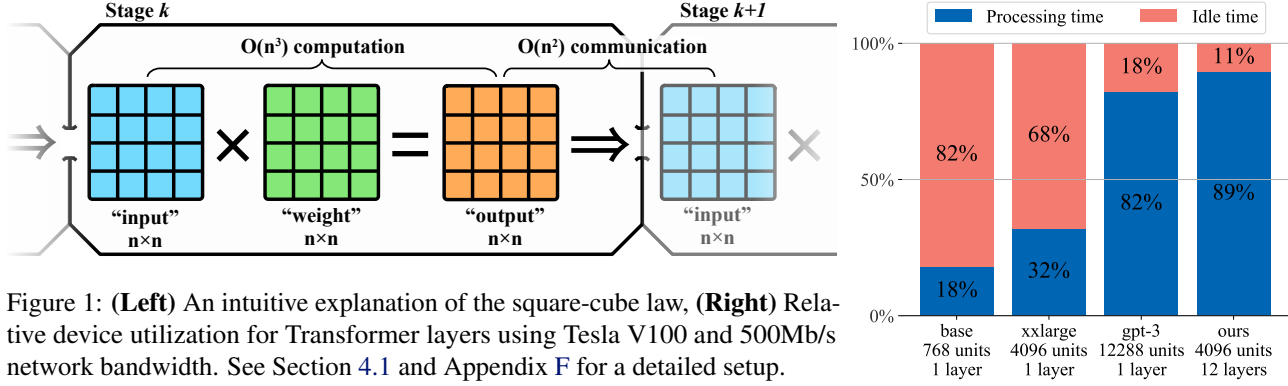 Stage k
Stage k+1
O(n³) computation
O(n²) communication
× = ⇒ ×
“input”
n×n
“weight”
n×n
“output”
n×n
“input”
n×n
Figure 1: (Left) An intuitive explanation of the square-cube law, (Right) Rela-
tive device utilization for Transformer layers using Tesla V100 and 500Mb/s
network bandwidth. See Section 4.1 and Appendix F for a detailed setup.
Processing time
Idle time
100%
50%
0%
82%
18%
68%
32%
18%
82%
11%
89%
base
768 units
1 layer
xxlarge
4096 units
1 layer
gpt-3
12288 units
1 layer
ours
4096 units
12 layers